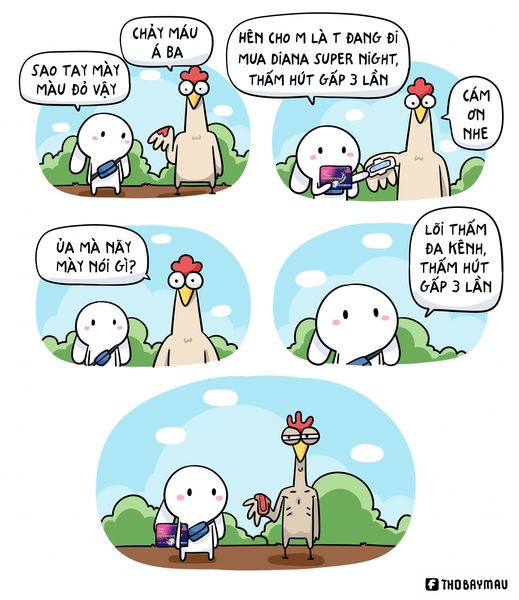 SAO TAY MÀY
MÀU ĐỎ VẬY
CHẢY MÁU
Á BA
HÊN CHO M LÀ T ĐANG ĐI
MUA DIANA SUPER NIGHT,
THẤM HÚT GẤP 3 LẦN
CÁM
ƠN
NHE
ỦA MÀ NÃY
MÀY NÓI GÌ?
LÕI THẤM
ĐA KÊNH,
THẤM HÚT
GẤP 3 LẦN
THOBAYMAU